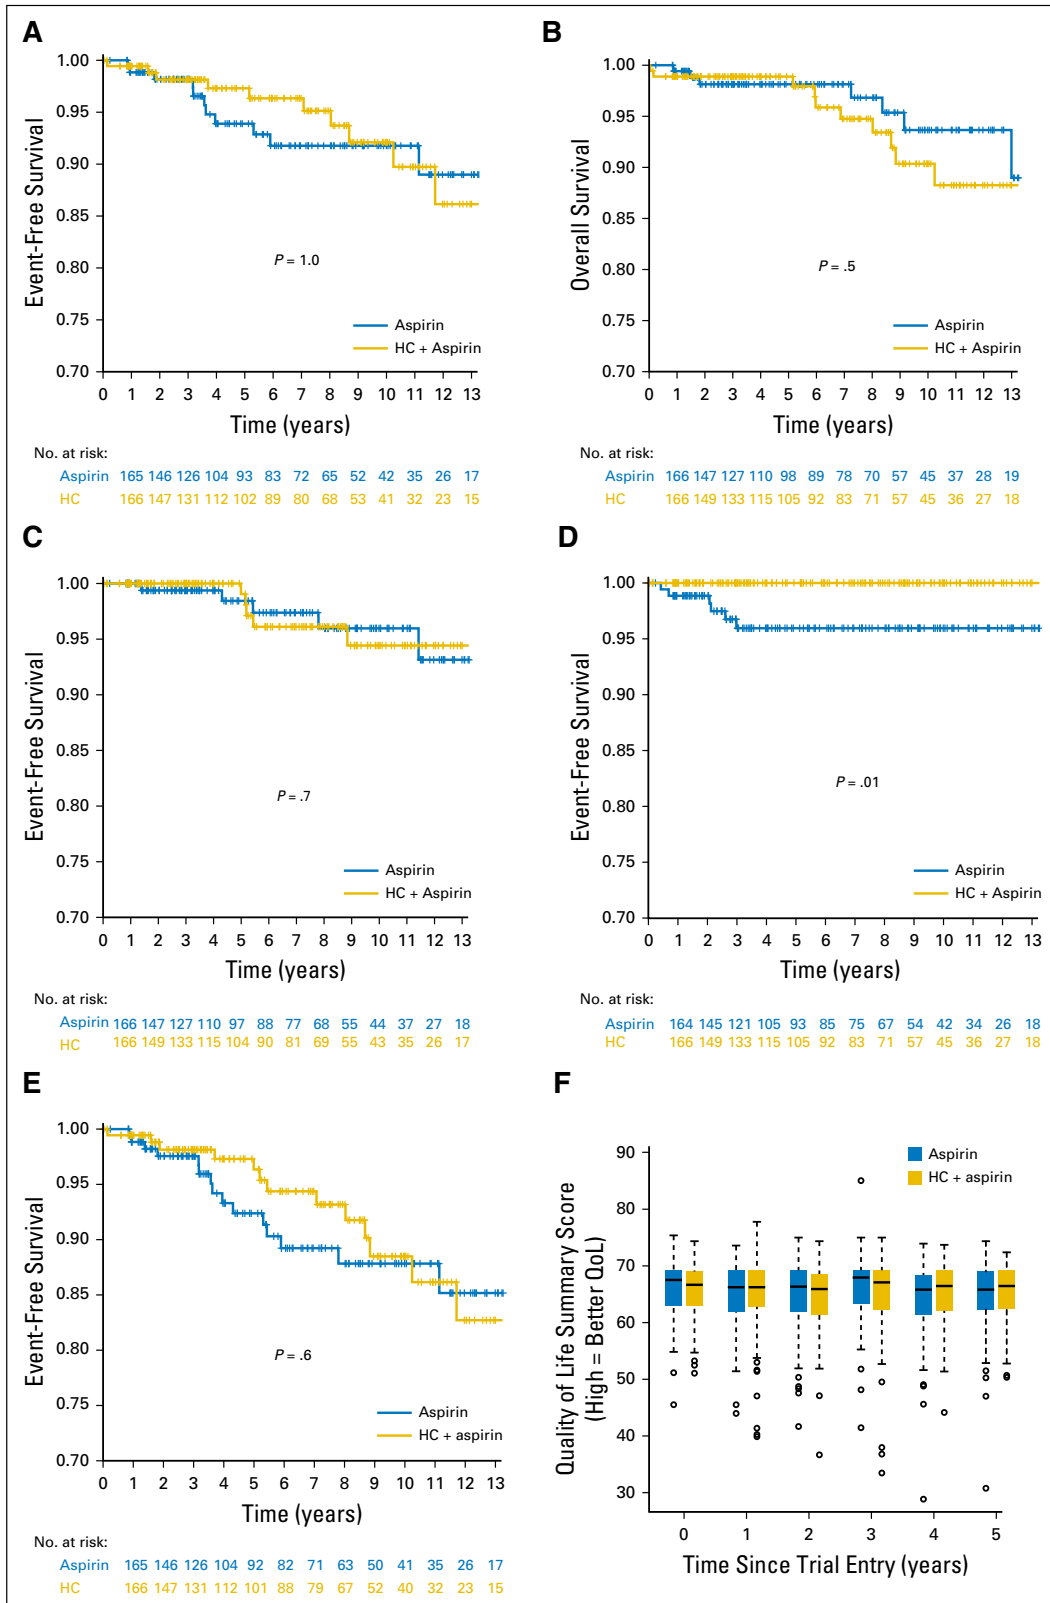 A
1.00
0.95
0.90
0.85
0.80
0.75
0.70
Event-Free Survival
P = 1.0
Aspirin
HC + Aspirin
0 1 2 3 4 5 6 7 8 9 10 11 12 13
Time (years)
No. at risk:
Aspirin 165 146 126 104 93 83 72 65 52 42 35 26 17
HC 166 147 131 112 102 89 80 68 53 41 32 23 15
B
1.00
0.95
0.90
0.85
0.80
0.75
0.70
Overall Survival
P = .5
Aspirin
HC + Aspirin
0 1 2 3 4 5 6 7 8 9 10 11 12 13
Time (years)
No. at risk:
Aspirin 166 147 127 110 98 89 78 70 57 45 37 28 19
HC 166 149 133 115 105 92 83 71 57 45 36 27 18
C
1.00
0.95
0.90
0.85
0.80
0.75
0.70
Event-Free Survival
P = .7
Aspirin
HC + Aspirin
0 1 2 3 4 5 6 7 8 9 10 11 12 13
Time (years)
No. at risk:
Aspirin 166 147 127 110 97 88 77 68 55 44 37 27 18
HC 166 149 133 115 104 90 81 69 55 43 35 26 17
D
1.00
0.95
0.90
0.85
0.80
0.75
0.70
Event-Free Survival
P = .01
Aspirin
HC + Aspirin
0 1 2 3 4 5 6 7 8 9 10 11 12 13
Time (years)
No. at risk:
Aspirin 164 145 121 105 93 85 75 67 54 42 34 26 18
HC 166 149 133 115 105 92 83 71 57 45 36 27 18
E
1.00
0.95
0.90
0.85
0.80
0.75
0.70
Event-Free Survival
P = .6
Aspirin
HC + aspirin
0 1 2 3 4 5 6 7 8 9 10 11 12 13
Time (years)
No. at risk:
Aspirin 165 146 126 104 92 82 71 63 50 41 35 26 17
HC 166 147 131 112 101 88 79 67 52 40 32 23 15
F
90
80
70
60
50
40
30
Quality of Life Summary Score
(High = Better QoL)
Aspirin
HC + aspirin
0 1 2 3 4 5
Time Since Trial Entry (years)